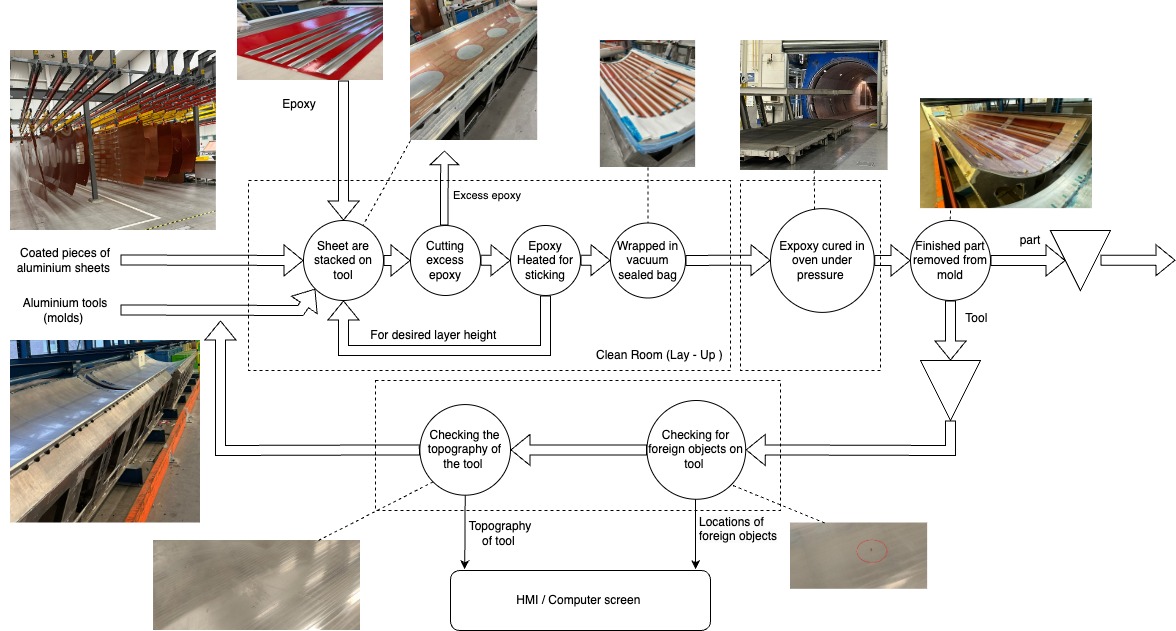 Epoxy
Excess epoxy
Coated pieces of
aluminium sheets
Sheet are
stacked on
tool
Cutting
excess
epoxy
Epoxy
Heated for
sticking
Wrapped in
vacuum
sealed bag
Expoxy cured in
oven under
pressure
Finished part
removed from
mold
part
Aluminium tools
(molds)
For desired layer height
Clean Room (Lay - Up )
Tool
Checking the
topography of
the tool
Checking for
foreign objects on
tool
Topography
of tool
Locations of
foreign objects
HMI / Computer screen